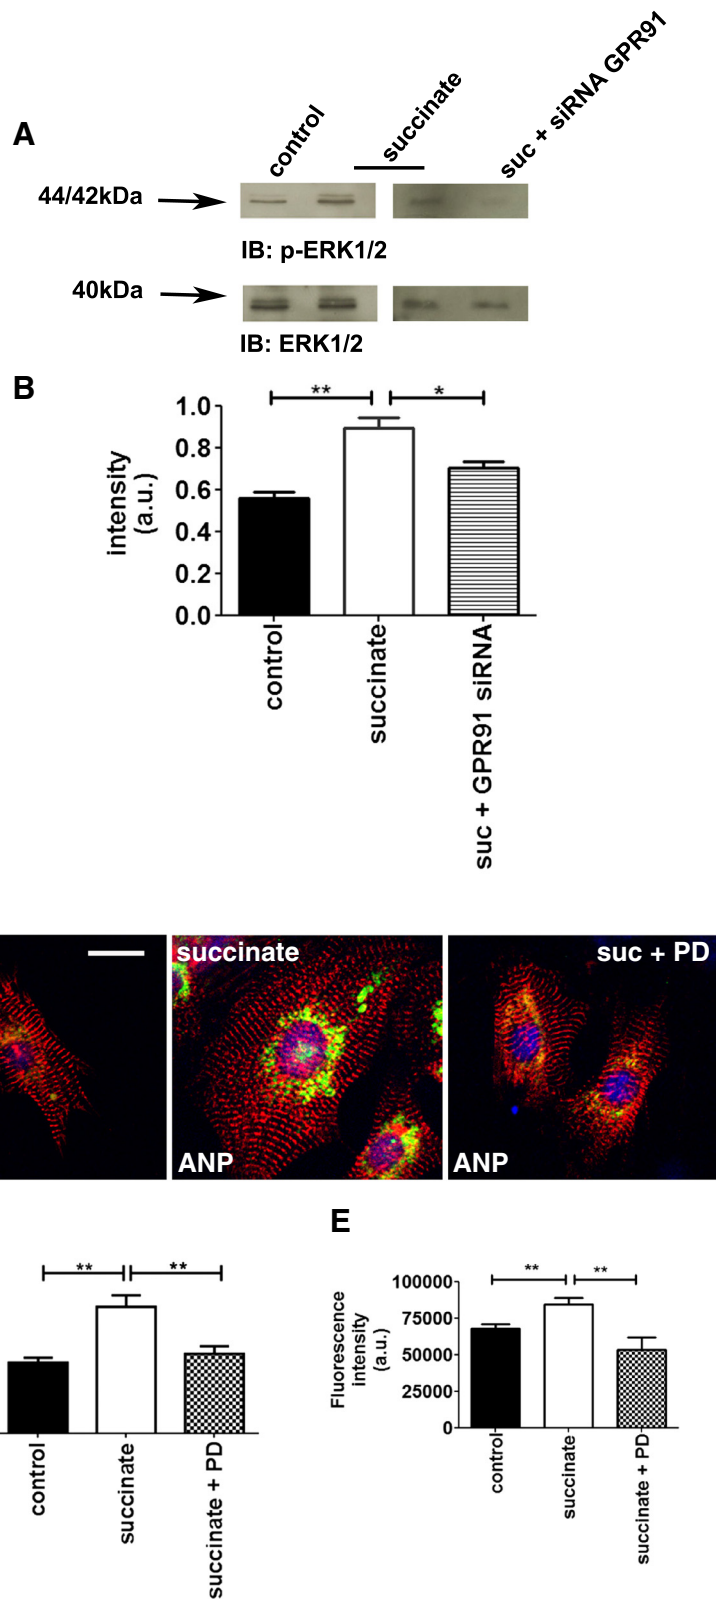 A
control
succinate
suc + siRNA GPR91
44/42kDa
IB: p-ERK1/2
40kDa
IB: ERK1/2
B
** *
1.0
0.8
0.6
0.4
0.2
0.0
intensity
(a.u.)
control
succinate
suc + GPR91 siRNA
succinate
suc + PD
ANP
ANP
** **
control
succinate
succinate + PD
E
** **
100000
75000
50000
25000
0
Fluorescence
intensity
(a.u.)
control
succinate
succinate + PD